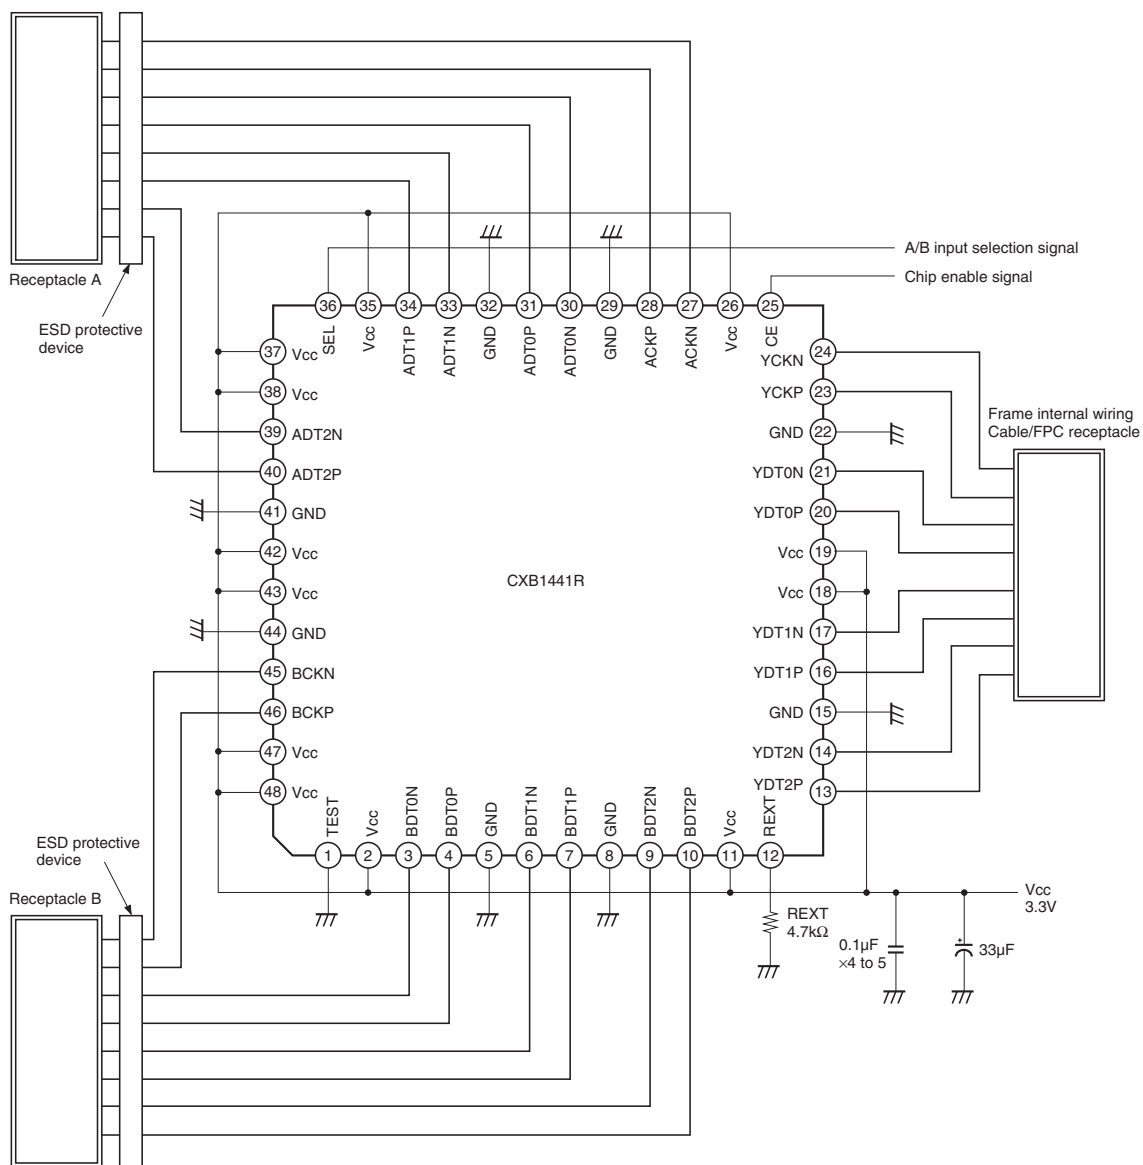 Receptacle A
ESD protective
device
A/B input selection signal
Chip enable signal
36 35 34 33 32 31 30 29 28 27 26 25
SEL
Vcc
ADT1P
ADT1N
GND
ADT0P
ADT0N
GND
ACKP
ACKN
Vcc
CE
37 Vcc
38 Vcc
39 ADT2N
40 ADT2P
41 GND
42 Vcc
43 Vcc
44 GND
45 BCKN
46 BCKP
47 Vcc
48 Vcc
CXB1441R
YCKN 24
YCKP 23
GND 22
YDT0N 21
YDT0P 20
Vcc 19
Vcc 18
YDT1N 17
YDT1P 16
GND 15
YDT2N 14
YDT2P 13
Frame internal wiring
Cable/FPC receptacle
TEST
Vcc
BDT0N
BDT0P
GND
BDT1N
BDT1P
GND
BDT2N
BDT2P
Vcc
REXT
1 2 3 4 5 6 7 8 9 10 11 12
ESD protective
device
Receptacle B
Vcc
3.3V
REXT
4.7kΩ
0.1µF
×4 to 5
+
33µF